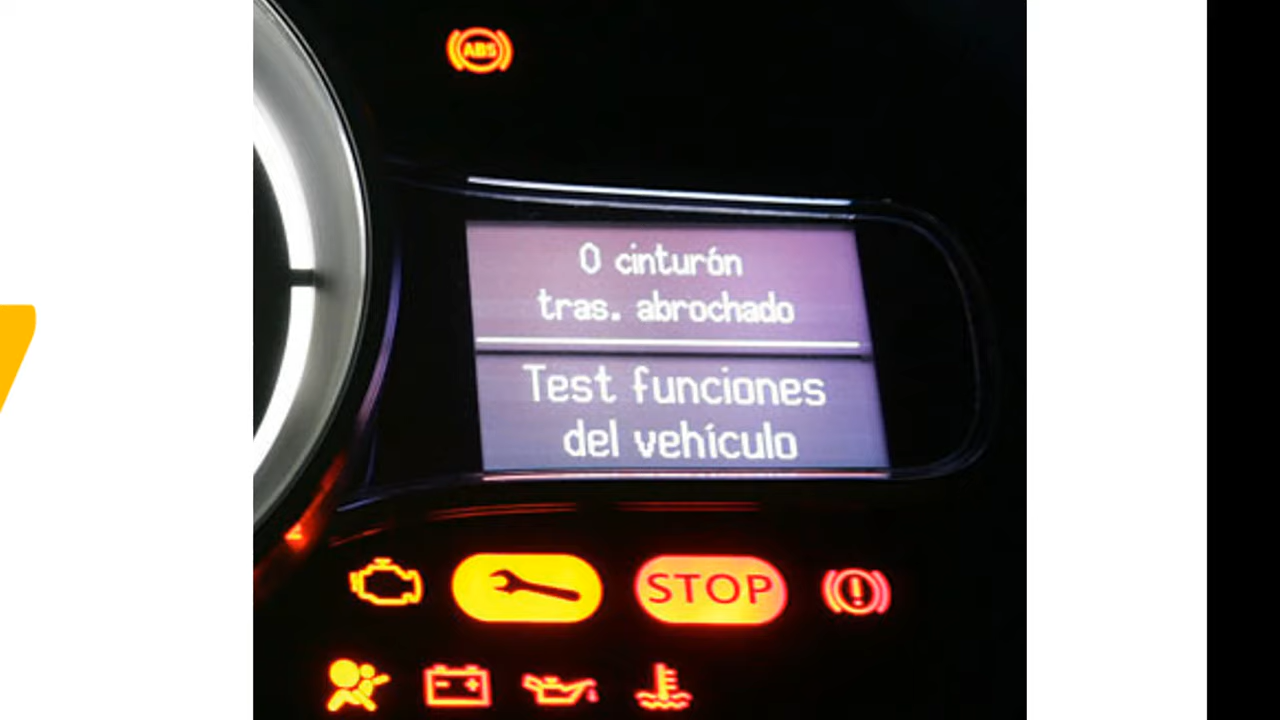 ABS
0 cinturón
tras. abrochado
Test funciones
del vehículo
STOP